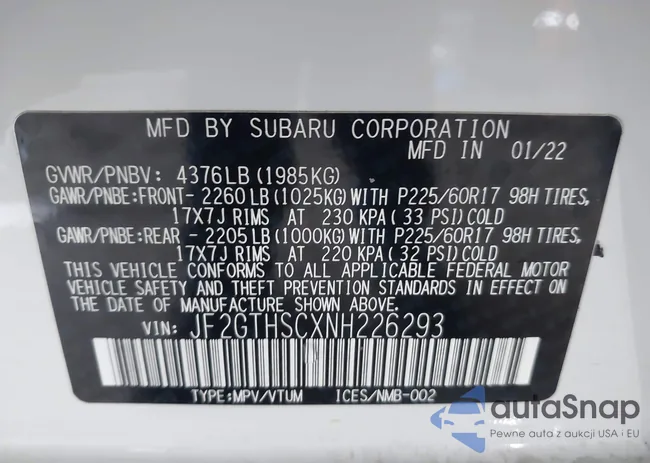 MFD BY SUBARU CORPORATION
MFD IN 01/22
GVWR/PNBV: 4376LB (1985KG)
GAWR/PNBE:FRONT- 2260 LB (1025KG) WITH P225/60R17 98H TIRES,
17X7J RIMS AT 230 KPA ( 33 PSI) COLD
GAWR/PNBE:REAR - 2205 LB (1000KG) WITH P225/60R17 98H TIRES,
17X7J RIMS AT 220 KPA ( 32 PSI) COLD
THIS VEHICLE CONFORMS TO ALL APPLICABLE FEDERAL MOTOR
VEHICLE SAFETY AND THEFT PREVENTION STANDARDS IN EFFECT ON
THE DATE OF MANUFACTURE SHOWN ABOVE.
VIN: JF2GTHSCXNH226293
TYPE:MPV/VTUM ICES/NMB-002
autaSnap
Pewne auta z aukcji USA i EU